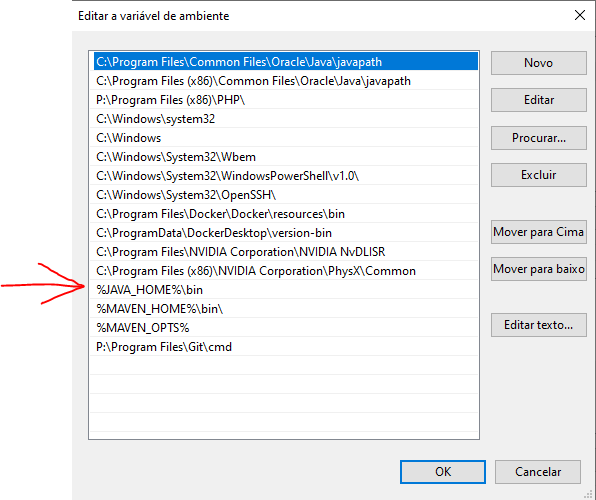 Editar a variável de ambiente
C:\Program Files\Common Files\Oracle\Java\javapath
C:\Program Files (x86)\Common Files\Oracle\Java\javapath
P:\Program Files (x86)\PHP\
C:\Windows\system32
C:\Windows
C:\Windows\System32\Wbem
C:\Windows\System32\WindowsPowerShell\v1.0\
C:\Windows\System32\OpenSSH\
C:\Program Files\Docker\Docker\resources\bin
C:\ProgramData\DockerDesktop\version-bin
C:\Program Files\NVIDIA Corporation\NVIDIA NvDLISR
C:\Program Files (x86)\NVIDIA Corporation\PhysX\Common
%JAVA_HOME%\bin
%MAVEN_HOME%\bin\
%MAVEN_OPTS%
P:\Program Files\Git\cmd
Novo
Editar
Procurar...
Excluir
Mover para Cima
Mover para baixo
Editar texto...
OK
Cancelar